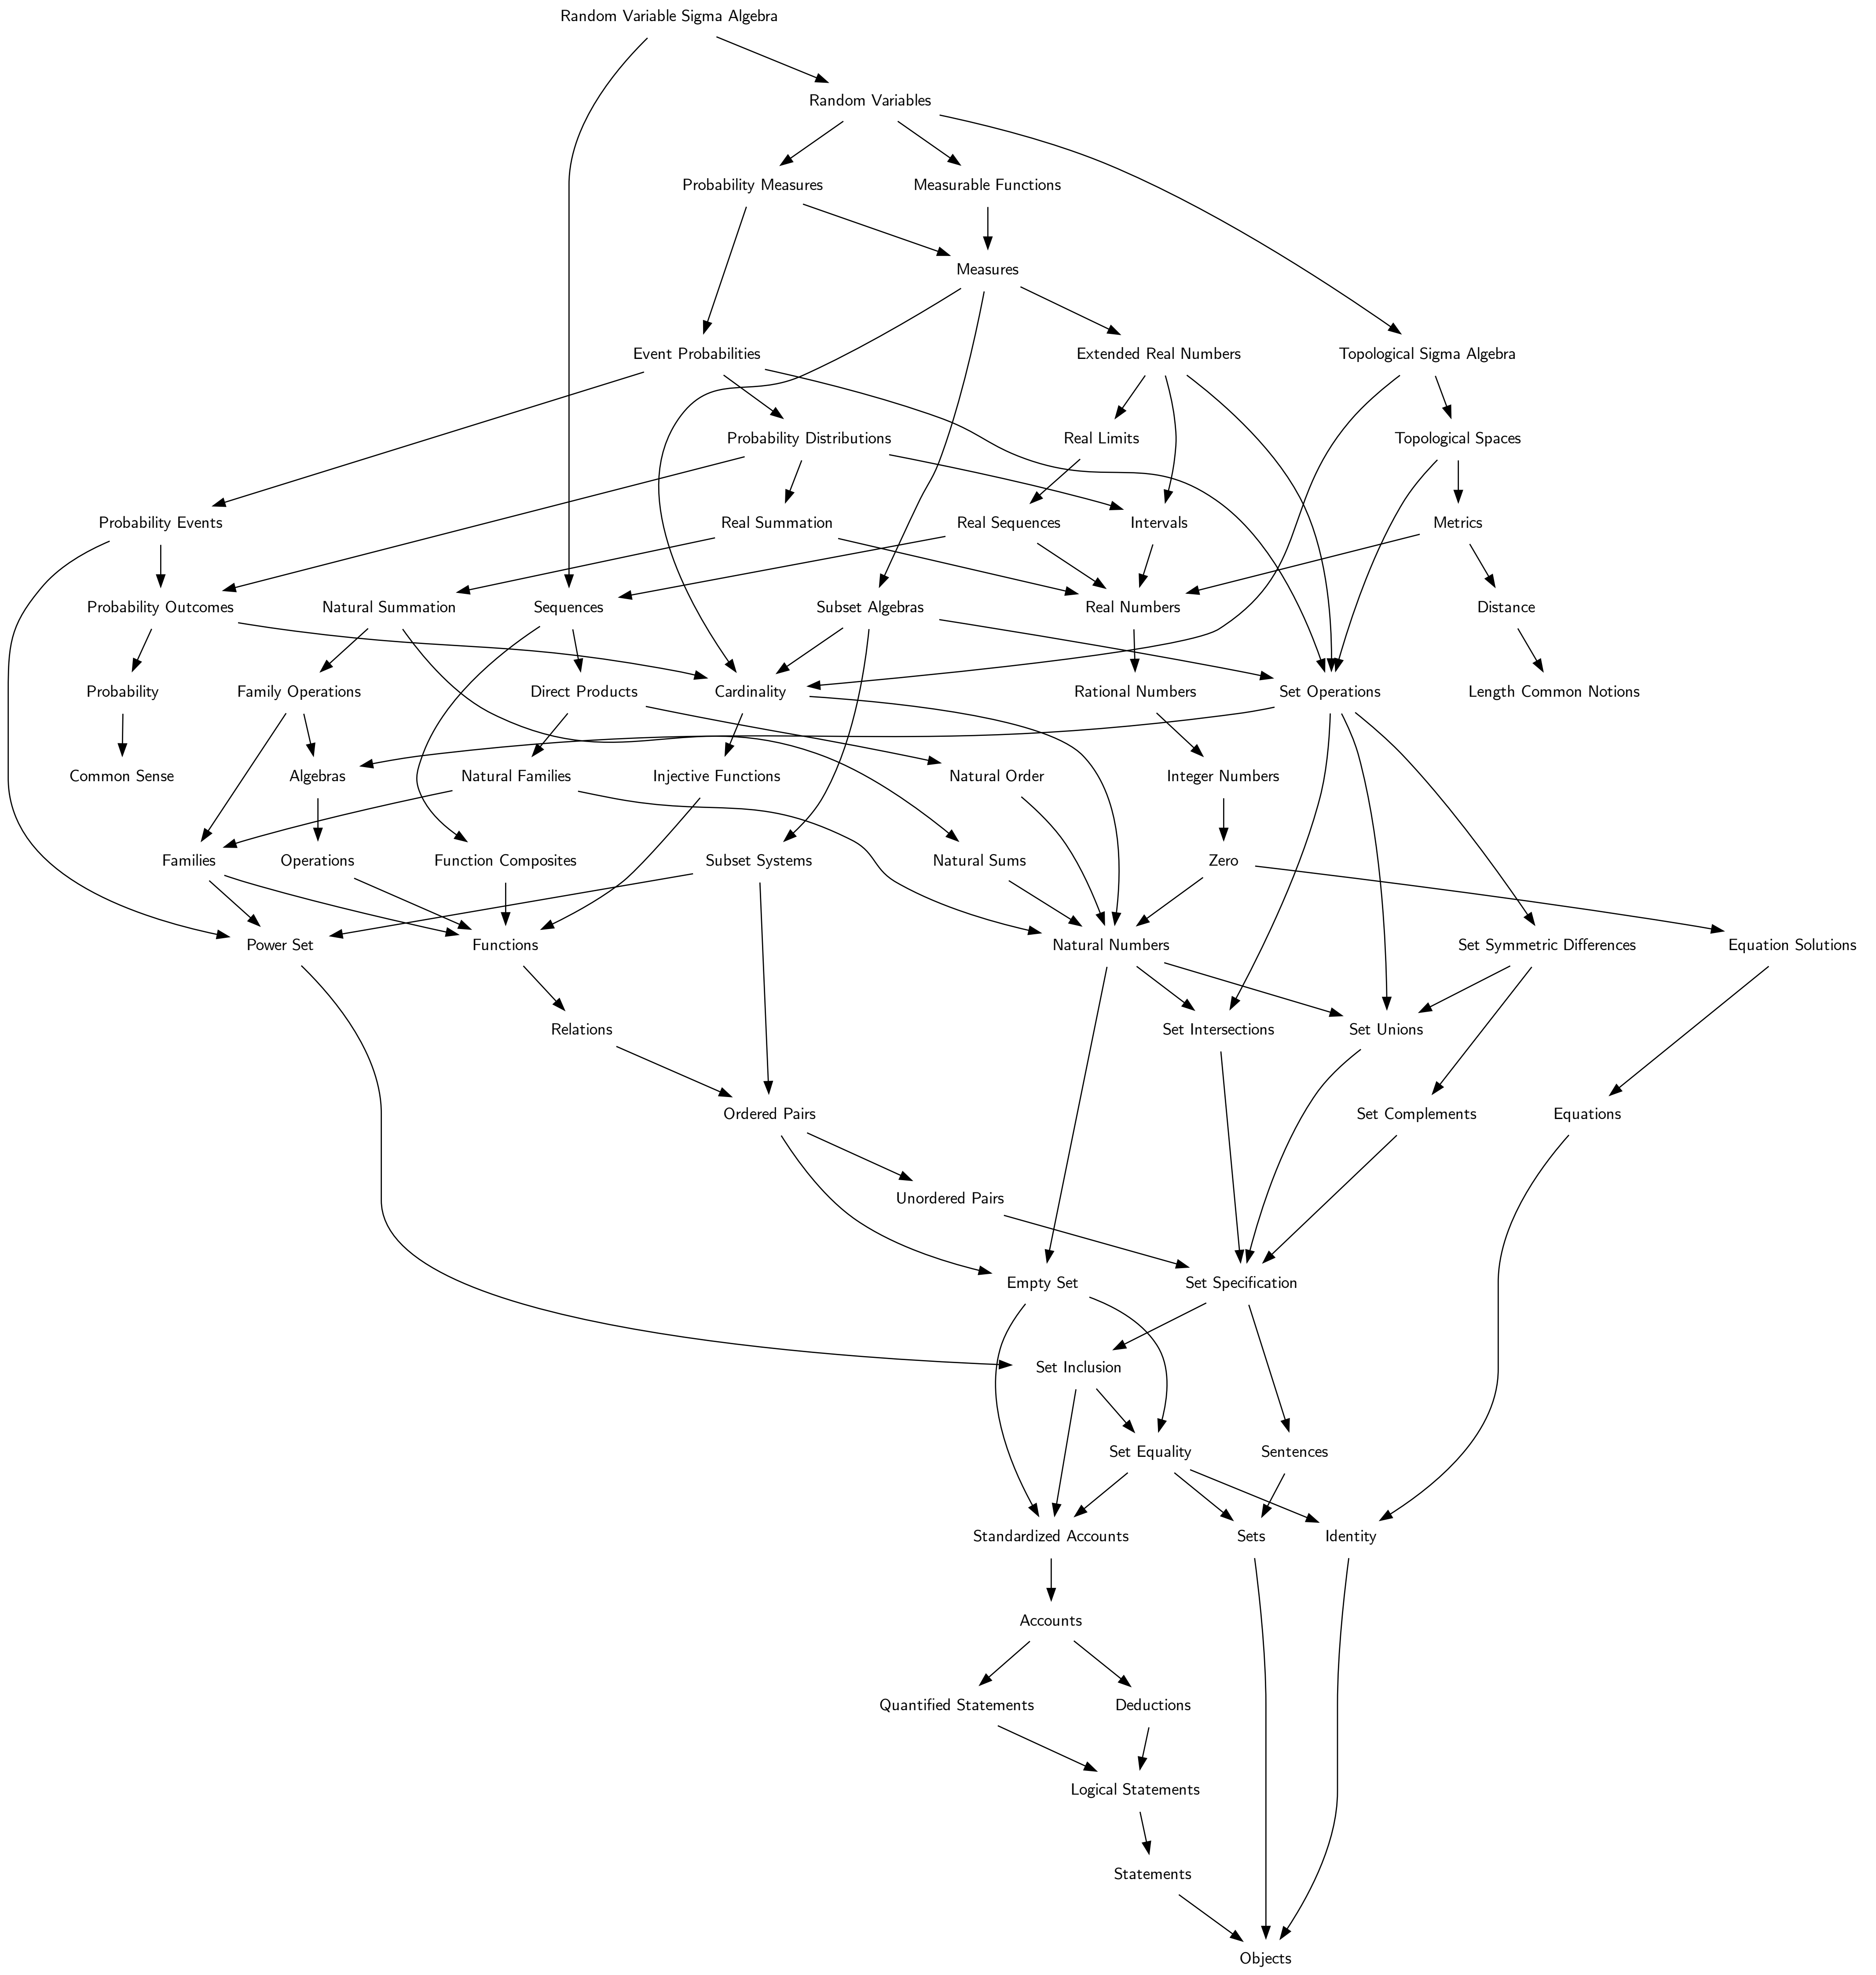 Random Variable Sigma Algebra
Random Variables
Probability Measures
Measurable Functions
Measures
Event Probabilities
Extended Real Numbers
Topological Sigma Algebra
Probability Distributions
Real Limits
Topological Spaces
Probability Events
Real Summation
Real Sequences
Intervals
Metrics
Probability Outcomes
Natural Summation
Sequences
Subset Algebras
Real Numbers
Distance
Probability
Family Operations
Direct Products
Cardinality
Rational Numbers
Set Operations
Length Common Notions
Common Sense
Algebras
Natural Families
Injective Functions
Natural Order
Integer Numbers
Families
Operations
Function Composites
Subset Systems
Natural Sums
Zero
Power Set
Functions
Natural Numbers
Set Symmetric Differences
Equation Solutions
Relations
Set Intersections
Set Unions
Ordered Pairs
Set Complements
Equations
Unordered Pairs
Empty Set
Set Specification
Set Inclusion
Set Equality
Sentences
Standardized Accounts
Sets
Identity
Accounts
Quantified Statements
Deductions
Logical Statements
Statements
Objects